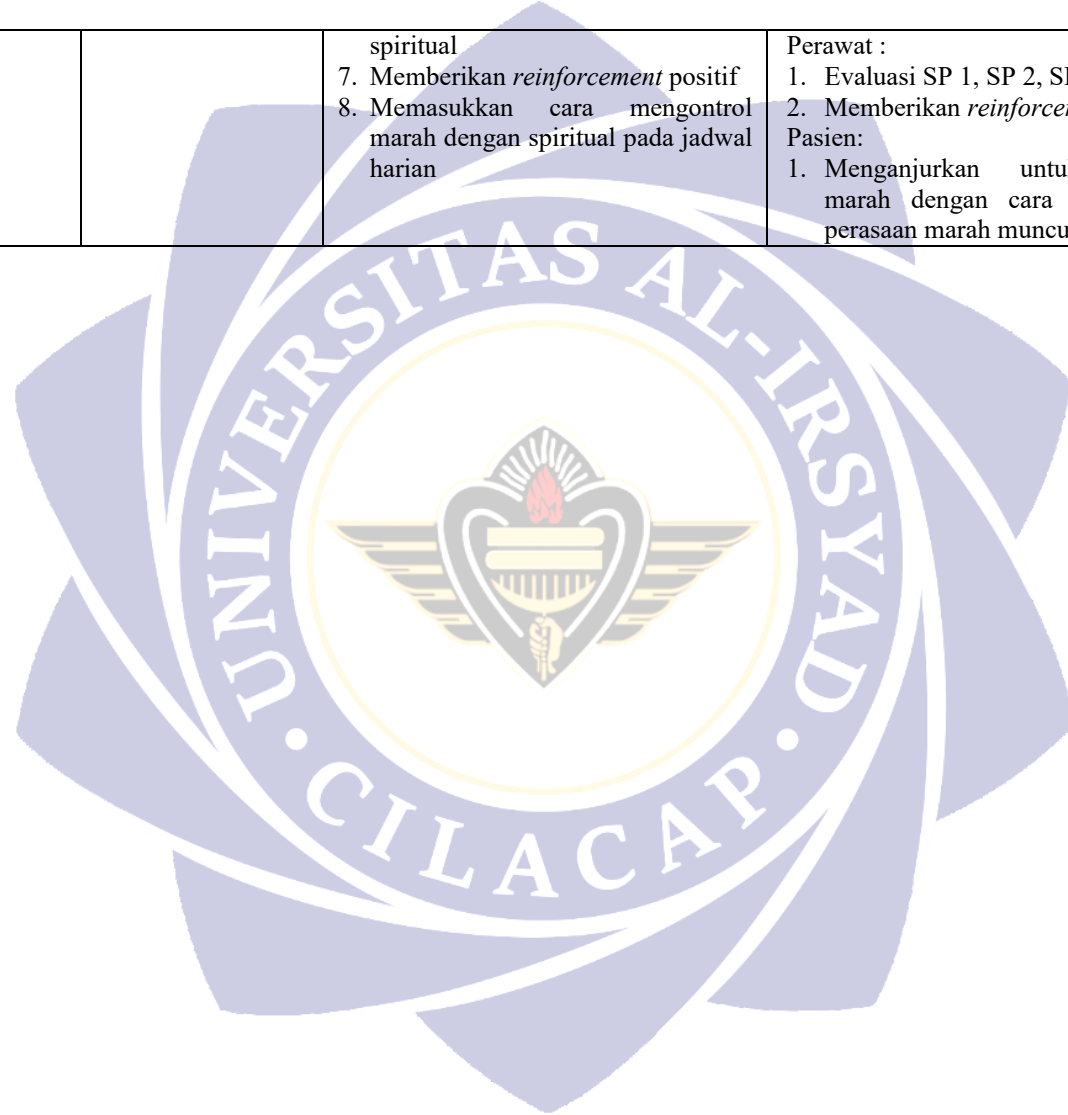 spiritual
7. Memberikan reinforcement positif
8. Memasukkan cara mengontrol
marah dengan spiritual pada jadwal
harian
Perawat :
1. Evaluasi SP 1, SP 2,
2. Memberikan
Pasien:
1. Menganjurkan
marah dengan cara
perasaan marah
UNIVERSITAS AL-IRSYAD
CILACAP